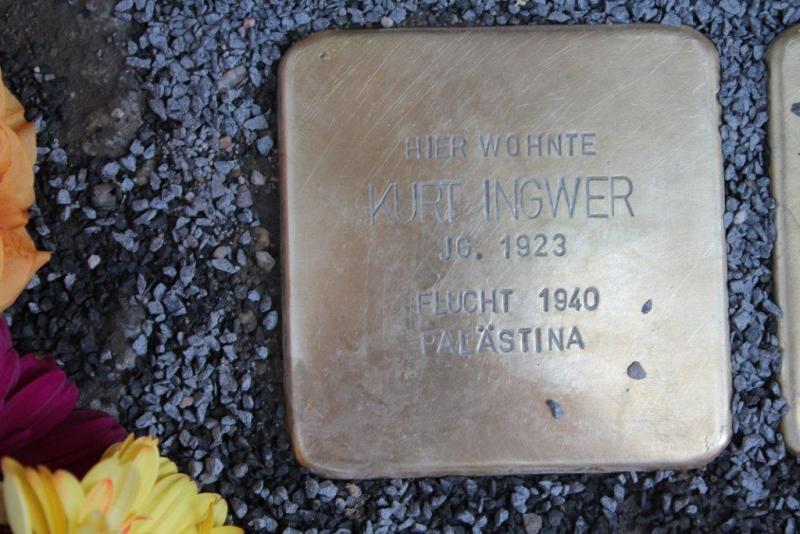 HIER WOHNTE
KURT INGWER
JG. 1923
FLUCHT 1940
PALÄSTINA